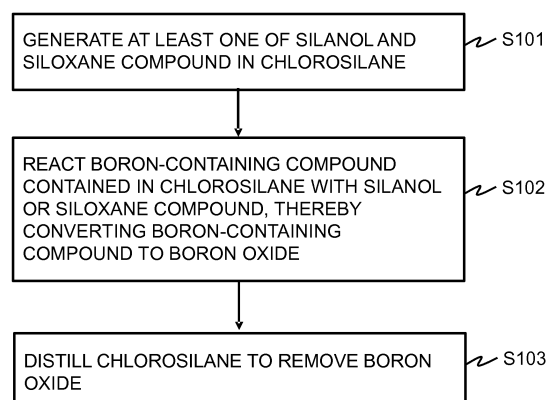 GENERATE AT LEAST ONE OF SILANOL AND
SILOXANE COMPOUND IN CHLOROSILANE
S101
REACT BORON-CONTAINING COMPOUND
CONTAINED IN CHLOROSILANE WITH SILANOL
OR SILOXANE COMPOUND, THEREBY
CONVERTING BORON-CONTAINING
COMPOUND TO BORON OXIDE
S102
DISTILL CHLOROSILANE TO REMOVE BORON
OXIDE
S103